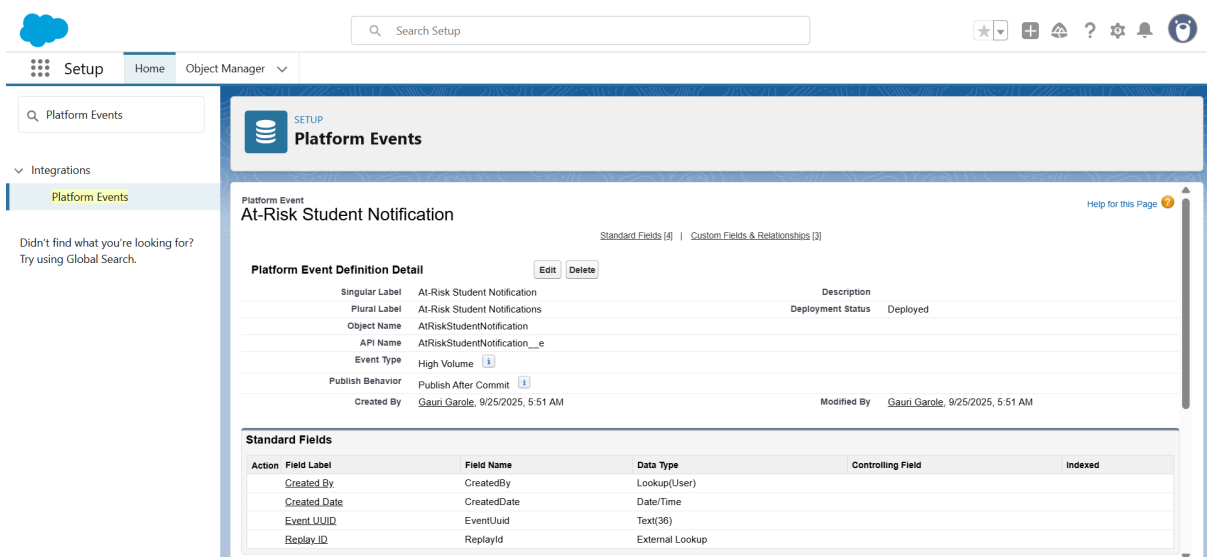 Search Setup
Setup
Home
Object Manager
Platform Events
Integrations
Platform Events
Didn't find what you're looking for?
Try using Global Search.
SETUP
Platform Events
Platform Event
At-Risk Student Notification
Help for this Page
Standard Fields [4] | Custom Fields & Relationships [3]
Platform Event Definition Detail Edit Delete
Singular Label At-Risk Student Notification Description
Plural Label At-Risk Student Notifications Deployment Status Deployed
Object Name AtRiskStudentNotification
API Name AtRiskStudentNotification__e
Event Type High Volume i
Publish Behavior Publish After Commit i
Created By Gauri Garole, 9/25/2025, 5:51 AM Modified By Gauri Garole, 9/25/2025, 5:51 AM
Standard Fields
Action Field Label Field Name Data Type Controlling Field Indexed
Created By CreatedBy Lookup(User)
Created Date CreatedDate Date/Time
Event UUID EventUuid Text(36)
Replay ID ReplayId External Lookup